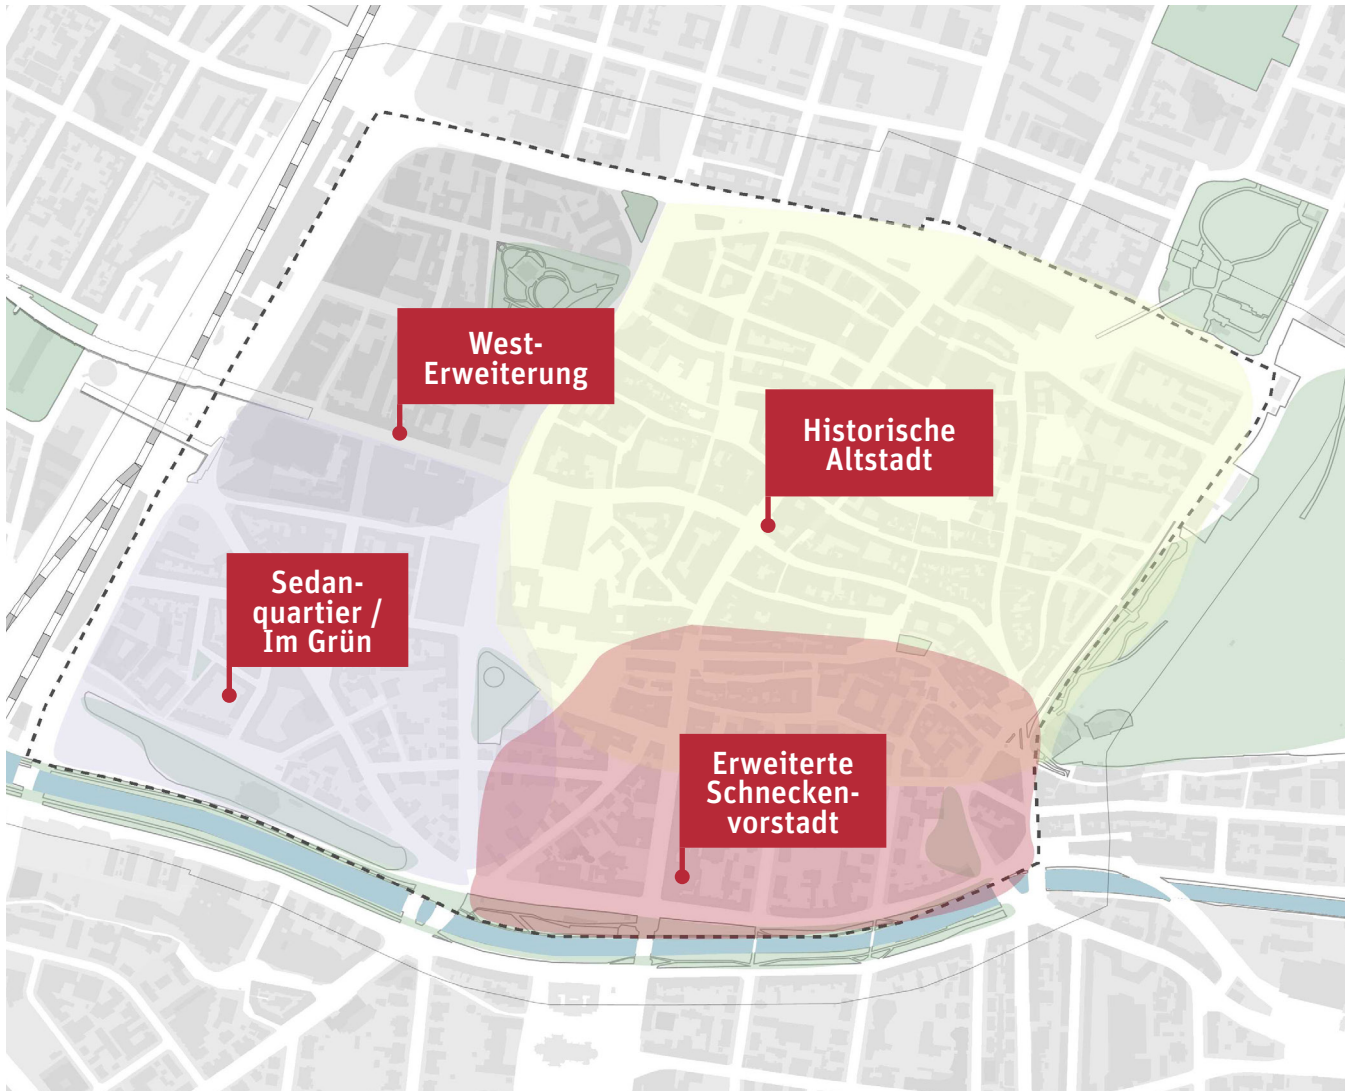 West-
Erweiterung
Historische
Altstadt
Sedan-
quartier /
Im Grün
Erweiterte
Schnecken-
vorstadt